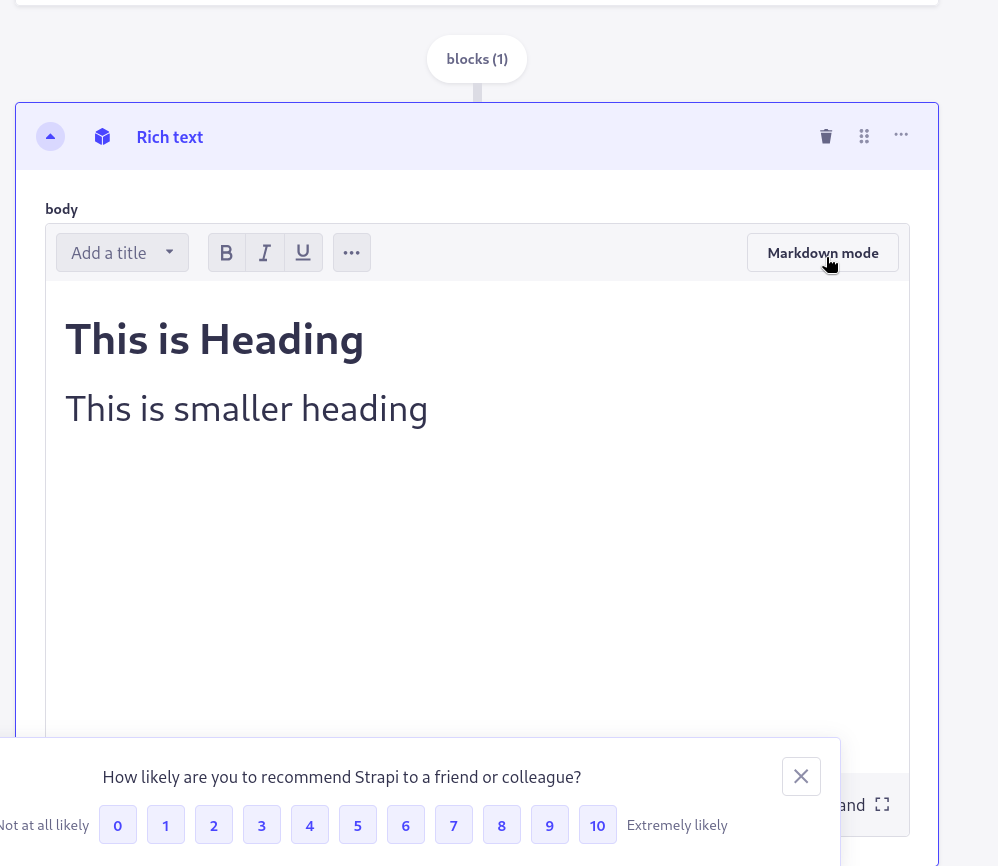 blocks (1)
Rich text
body
Add a title
B I U
Markdown mode
This is Heading
This is smaller heading
How likely are you to recommend Strapi to a friend or colleague?
Not at all likely 0 1 2 3 4 5 6 7 8 9 10 Extremely likely
and